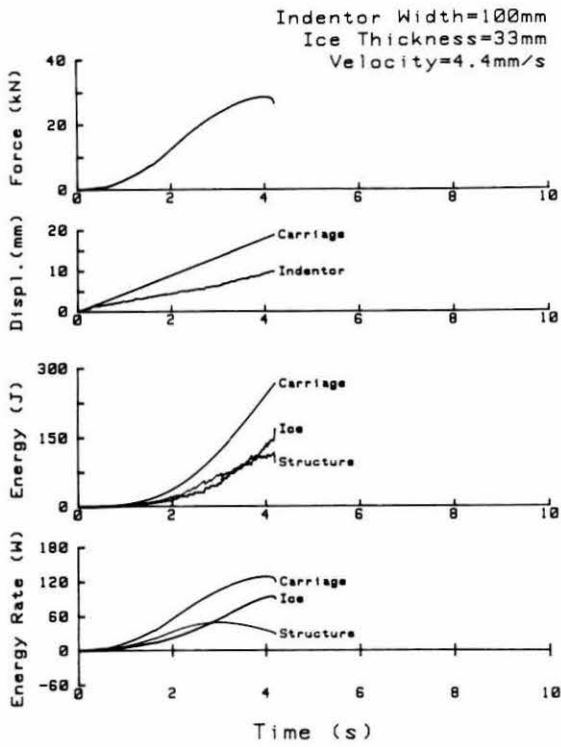 Indentor Width=100mm
Ice Thickness=33mm
Velocity=4.4mm/s
Force (kN)
40
20
0
0 2 4 6 8 10
Displ.(mm)
20
10
0
Carriage
Indentor
0 2 4 6 8 10
Energy (J)
300
150
0
Carriage
Ice
Structure
0 2 4 6 8 10
Energy Rate (W)
180
120
60
0
-60
Carriage
Ice
Structure
0 2 4 6 8 10
Time (s)